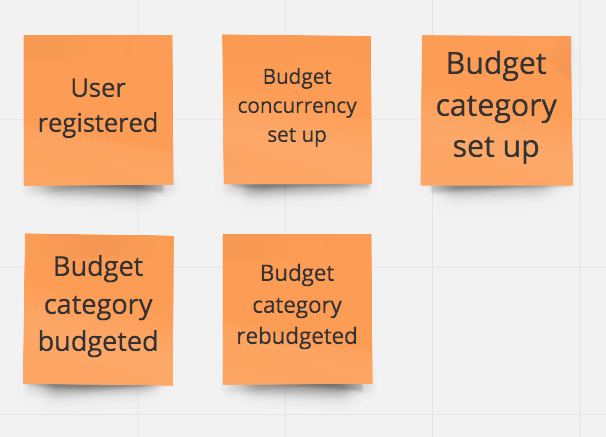 User
registered
Budget
concurrency
set up
Budget
category
set up
Budget
category
budgeted
Budget
category
rebudgeted